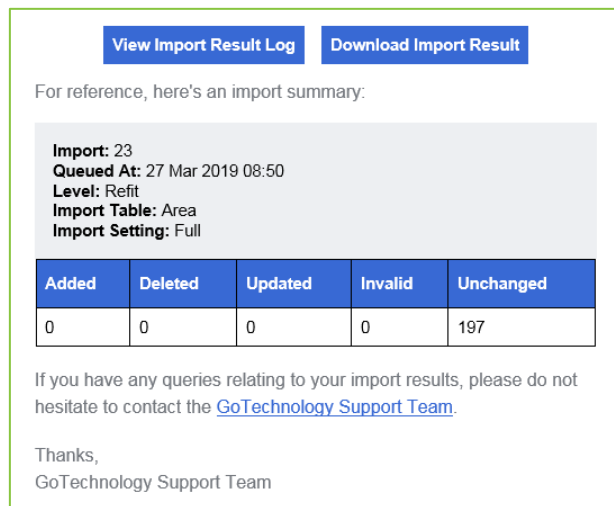 View Import Result Log Download Import Result
For reference, here's an import summary:
Import: 23
Queued At: 27 Mar 2019 08:50
Level: Refit
Import Table: Area
Import Setting: Full
Added Deleted Updated Invalid Unchanged
0 0 0 0 197
If you have any queries relating to your import results, please do not
hesitate to contact the GoTechnology Support Team.
Thanks,
GoTechnology Support Team